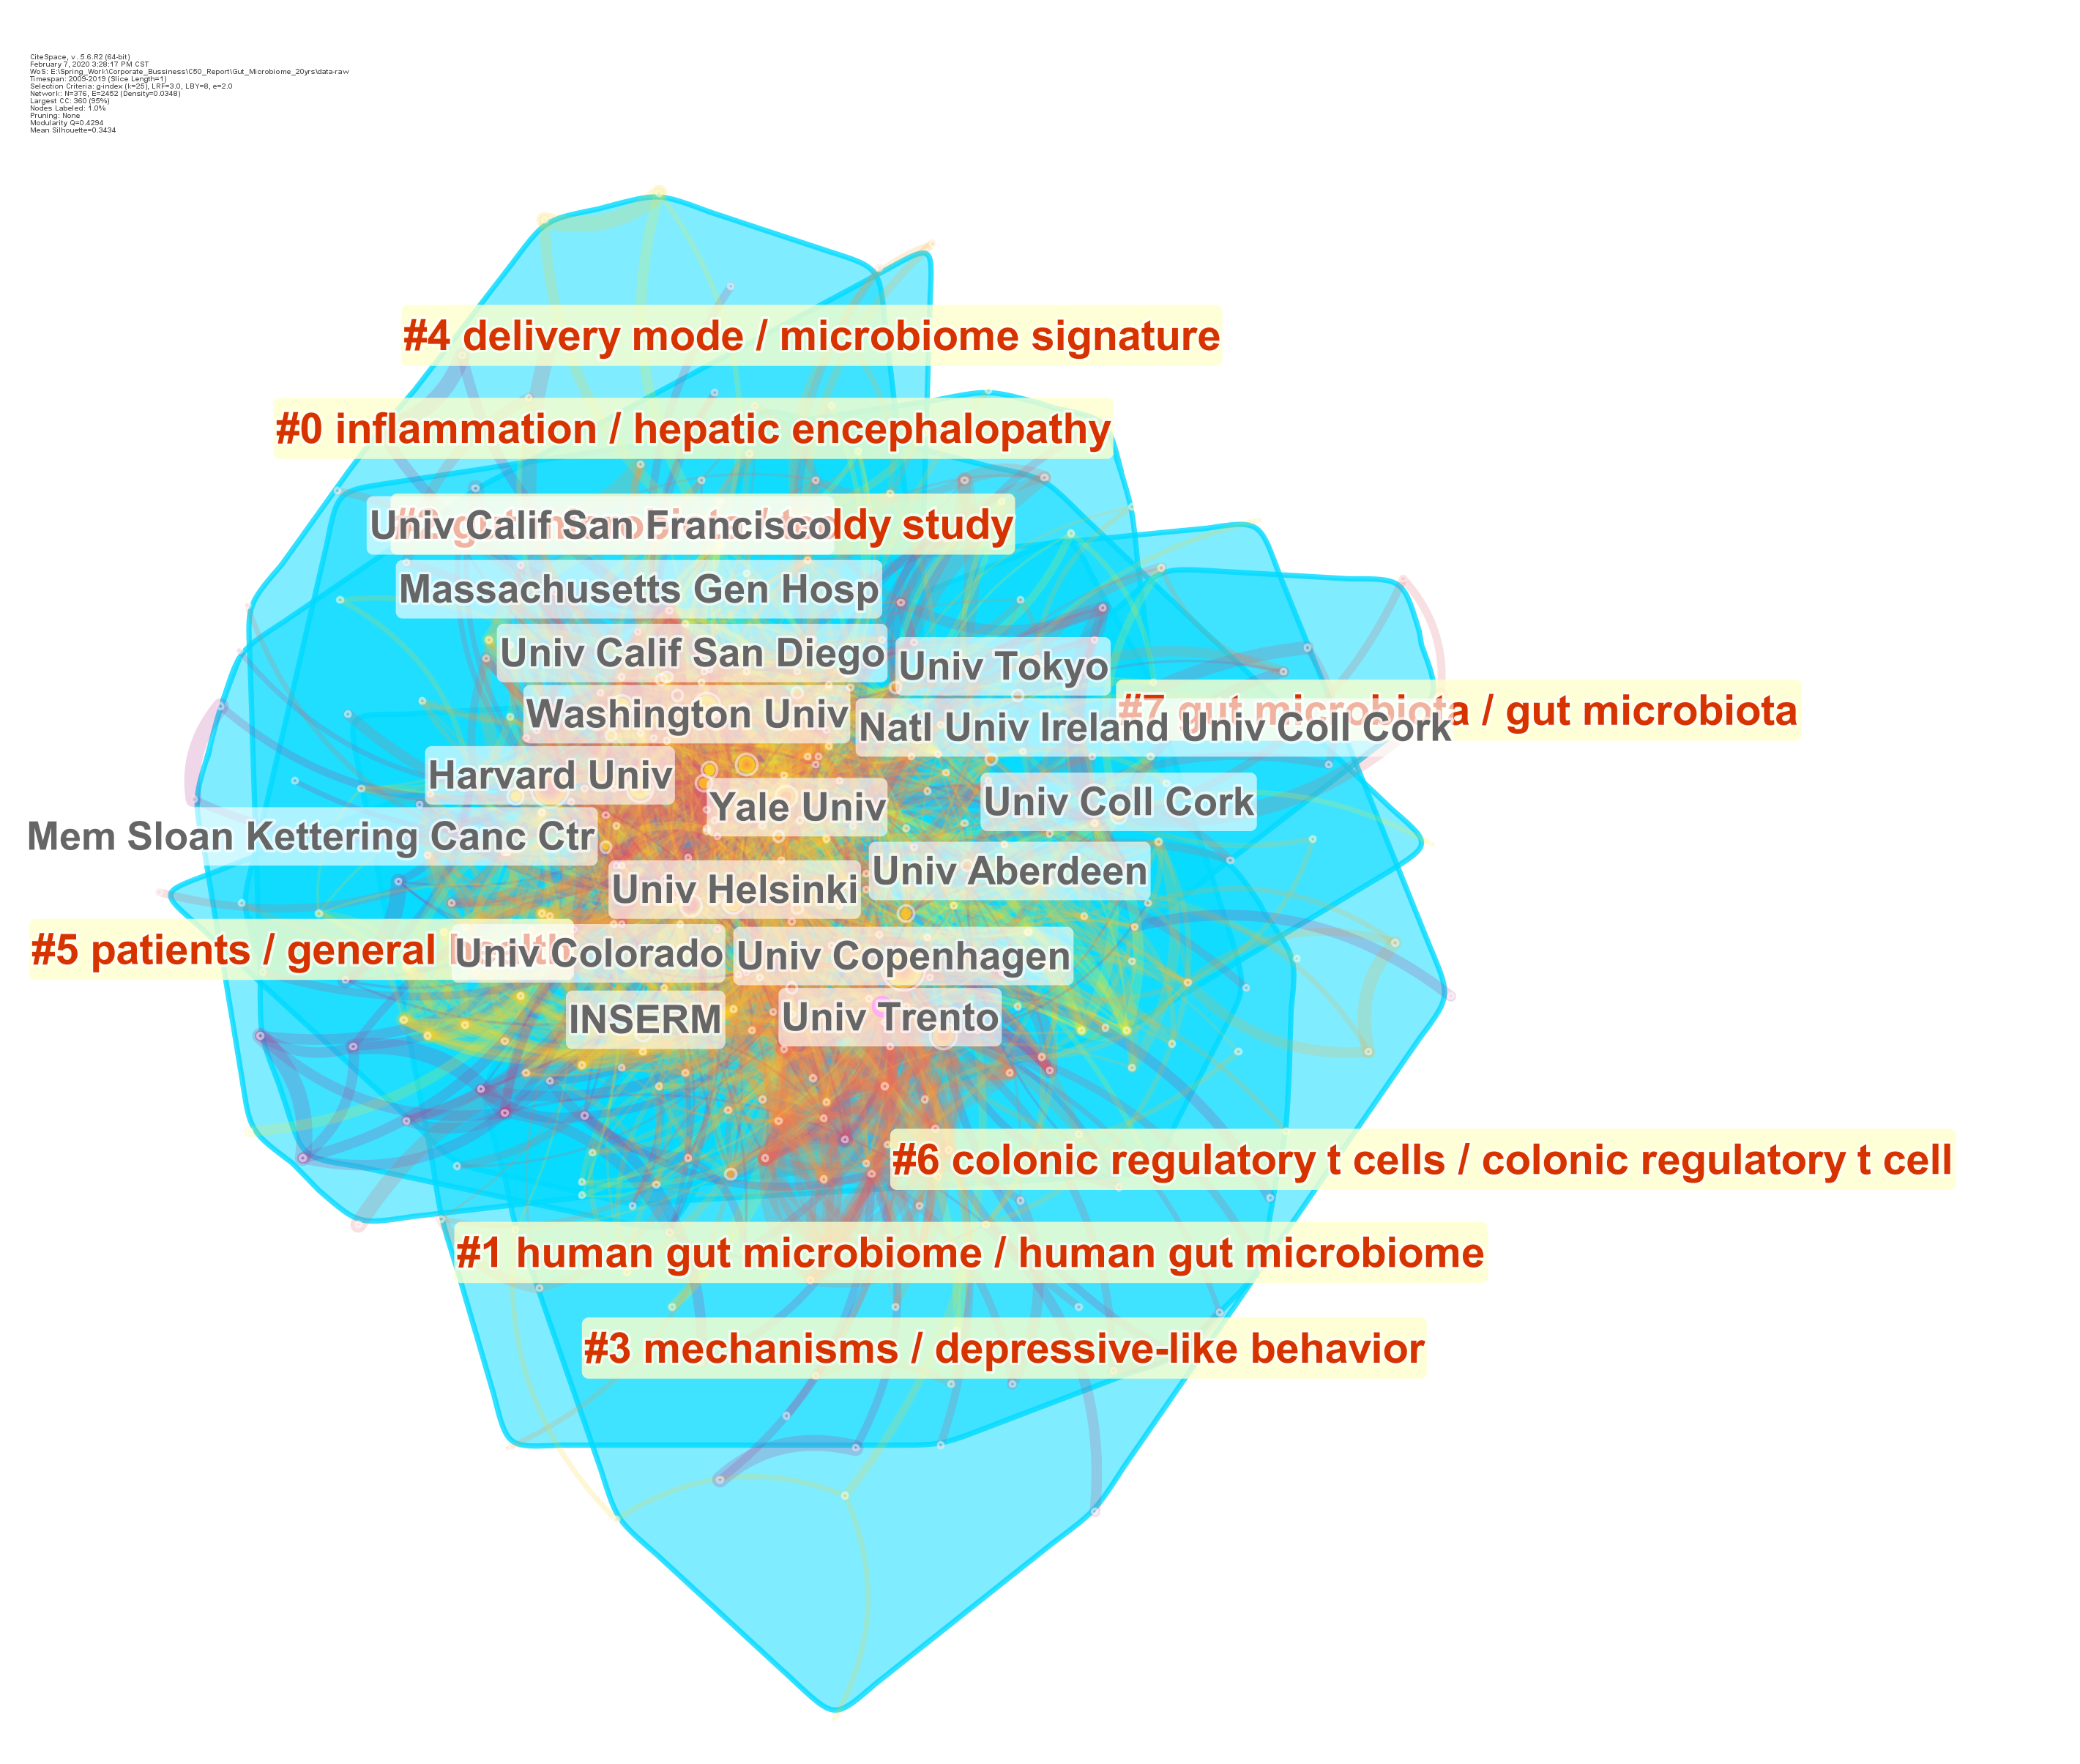 CiteSpace, v. 5.6.R2 (64-bit)
February 7, 2020 3:28:17 PM CST
WoS: E:\Spring_Work\Corporate_Bussiness\C50_Report\Gut_Microbiome_20yrs\data-raw
Timespan: 2009-2019 (Slice Length=1)
Selection Criteria: g-index (k=25), LRF=3.0, LBY=8, e=2.0
Network: N=376, E=2452 (Density=0.0348)
Largest CC: 360 (95%)
Nodes Labeled: 1.0%
Pruning: None
Modularity Q=0.4294
Mean Silhouette=0.3434
#4 delivery mode / microbiome signature
#0 inflammation / hepatic encephalopathy
Univ Calif San Francisco
study
Massachusetts Gen Hosp
Univ Calif San Diego
Univ Tokyo
Washington Univ
#7 gut microbiota / gut microbiota
Natl Univ Ireland Univ Coll Cork
Harvard Univ
Yale Univ
Univ Coll Cork
Mem Sloan Kettering Canc Ctr
Univ Helsinki
Univ Aberdeen
#5 patients / general
Univ Colorado
Univ Copenhagen
INSERM
Univ Trento
#6 colonic regulatory t cells / colonic regulatory t cell
#1 human gut microbiome / human gut microbiome
#3 mechanisms / depressive-like behavior